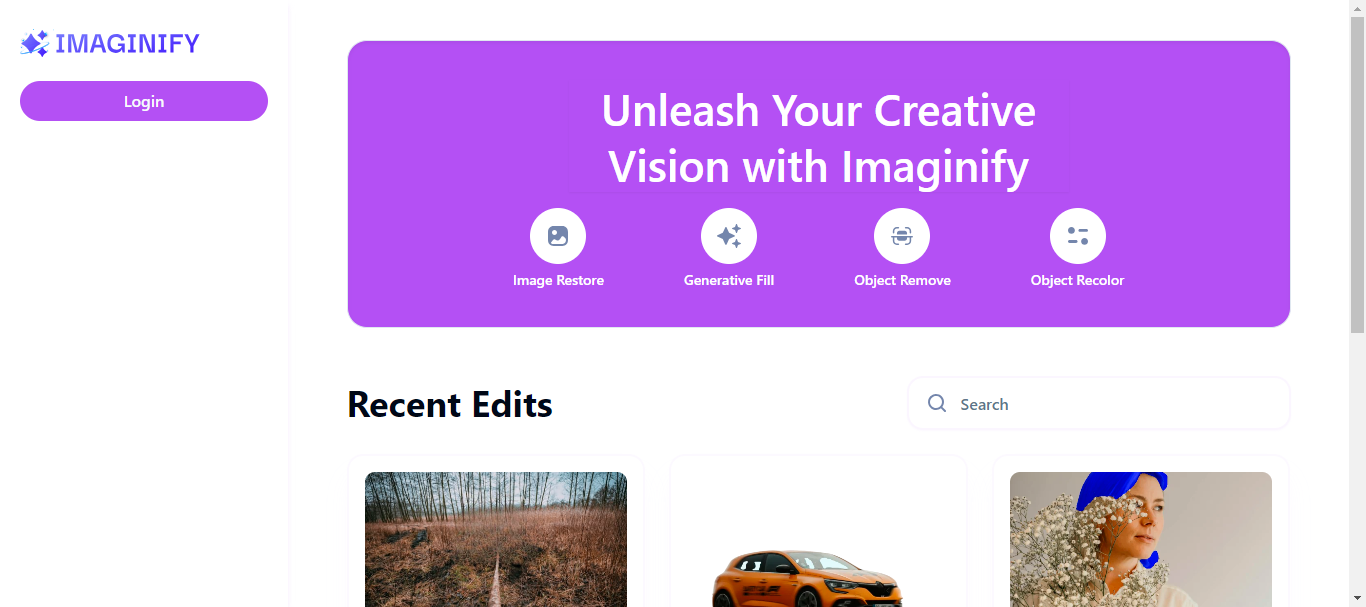 IMAGINIFY
Login
Unleash Your Creative
Vision with Imaginify
Image Restore
Generative Fill
Object Remove
Object Recolor
Recent Edits
Search